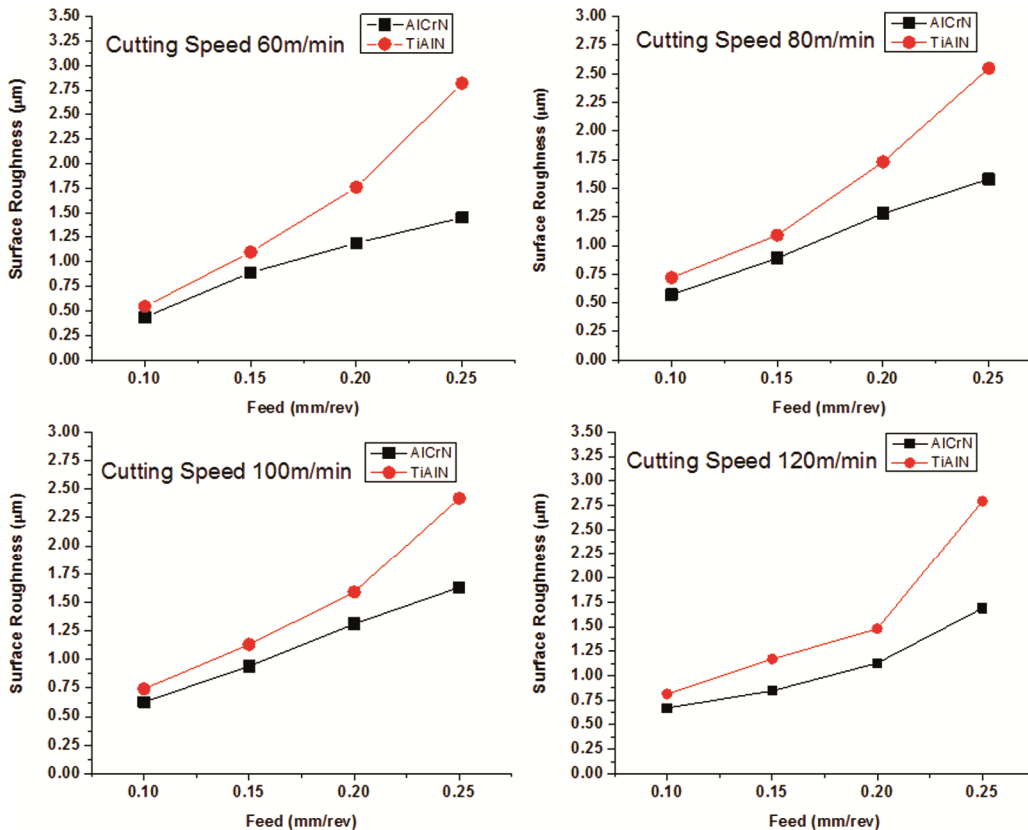 Cutting Speed 60m/min
AlCrN
TiAlN
Surface Roughness (μm)
3.50
3.25
3.00
2.75
2.50
2.25
2.00
1.75
1.50
1.25
1.00
0.75
0.50
0.25
0.00
0.10 0.15 0.20 0.25
Feed (mm/rev)
Cutting Speed 80m/min
AlCrN
TiAlN
Surface Roughness (μm)
3.00
2.75
2.50
2.25
2.00
1.75
1.50
1.25
1.00
0.75
0.50
0.25
0.00
0.10 0.15 0.20 0.25
Feed (mm/rev)
Cutting Speed 100m/min
AlCrN
TiAlN
Surface Roughness (μm)
3.00
2.75
2.50
2.25
2.00
1.75
1.50
1.25
1.00
0.75
0.50
0.25
0.00
0.10 0.15 0.20 0.25
Feed (mm/rev)
Cutting Speed 120m/min
AlCrN
TiAlN
Surface Roughness (μm)
3.50
3.25
3.00
2.75
2.50
2.25
2.00
1.75
1.50
1.25
1.00
0.75
0.50
0.25
0.00
0.10 0.15 0.20 0.25
Feed (mm/rev)